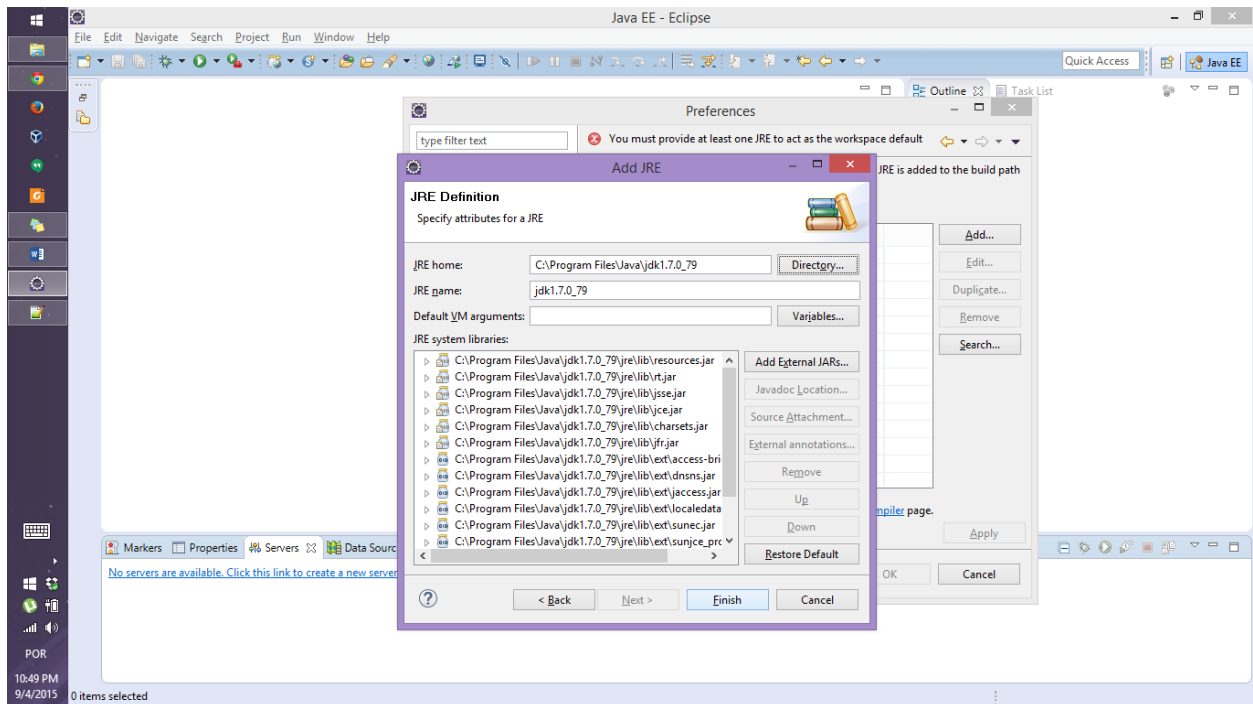 Java EE - Eclipse
File Edit Navigate Search Project Run Window Help
Quick Access
Java EE
Outline
Task List
Preferences
type filter text
You must provide at least one JRE to act as the workspace default
Add JRE
JRE is added to the build path
JRE Definition
Specify attributes for a JRE
Add...
JRE home: C:\Program Files\Java\jdk1.7.0_79 Directory...
Edit...
JRE name: jdk1.7.0_79
Duplicate...
Default VM arguments: Variables...
Remove
JRE system libraries:
Search...
C:\Program Files\Java\jdk1.7.0_79\jre\lib\resources.jar
C:\Program Files\Java\jdk1.7.0_79\jre\lib\rt.jar
C:\Program Files\Java\jdk1.7.0_79\jre\lib\jsse.jar
C:\Program Files\Java\jdk1.7.0_79\jre\lib\jce.jar
C:\Program Files\Java\jdk1.7.0_79\jre\lib\charsets.jar
C:\Program Files\Java\jdk1.7.0_79\jre\lib\jfr.jar
C:\Program Files\Java\jdk1.7.0_79\jre\lib\ext\access-bri
C:\Program Files\Java\jdk1.7.0_79\jre\lib\ext\dnsns.jar
C:\Program Files\Java\jdk1.7.0_79\jre\lib\ext\jaccess.jar
C:\Program Files\Java\jdk1.7.0_79\jre\lib\ext\localedata
C:\Program Files\Java\jdk1.7.0_79\jre\lib\ext\sunec.jar
C:\Program Files\Java\jdk1.7.0_79\jre\lib\ext\sunjce_prc
Add External JARs...
Javadoc Location...
Source Attachment...
External annotations...
Remove
Up
Down
Restore Default
mpiler page.
Apply
Markers Properties Servers Data Sourc
No servers are available. Click this link to create a new server
OK Cancel
< Back Next > Finish Cancel
POR
10:49 PM
9/4/2015
0 items selected